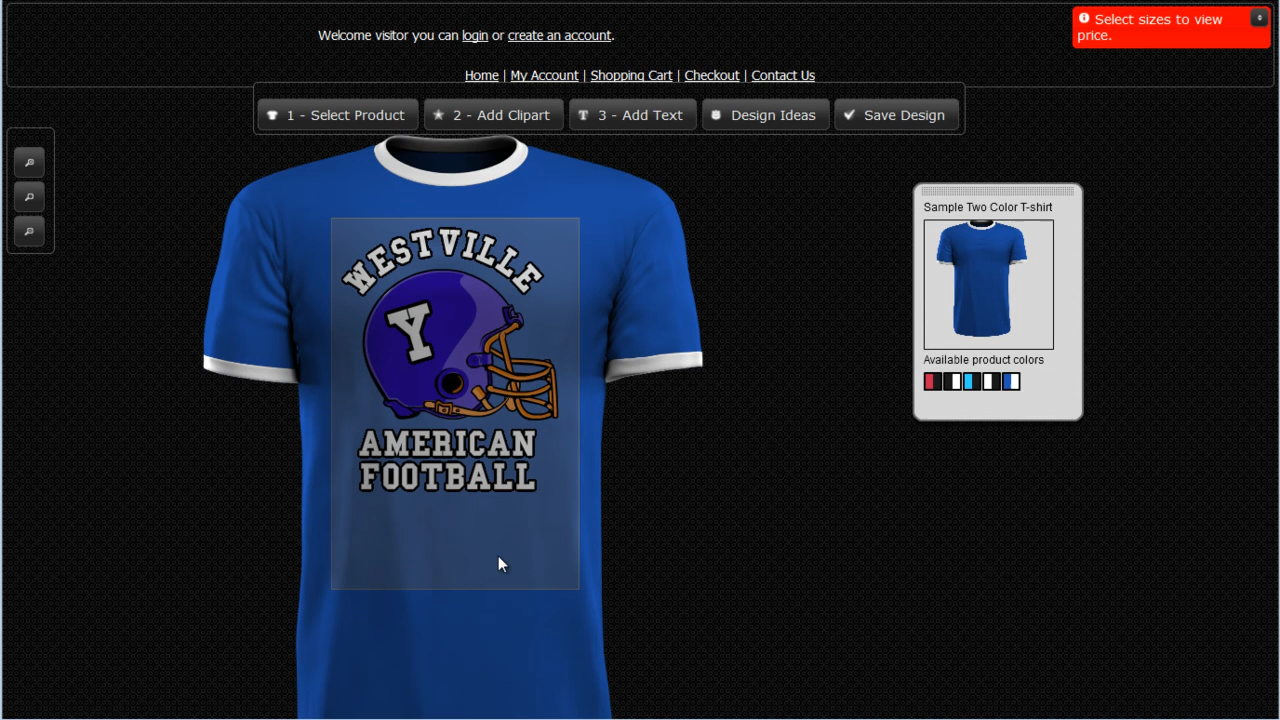 Welcome visitor you can login or create an account.
Select sizes to view
price.
Home | My Account | Shopping Cart | Checkout | Contact Us
1 - Select Product
2 - Add Clipart
3 - Add Text
Design Ideas
Save Design
WESTVILLE
Y
AMERICAN
FOOTBALL
Sample Two Color T-shirt
Available product colors